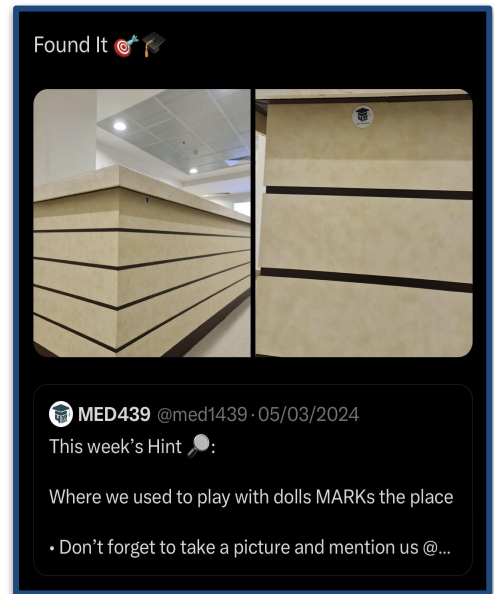 Found It 🎯🎓
MED439 @med1439 · 05/03/2024
This week’s Hint 🔎:
Where we used to play with dolls MARKs the place
• Don’t forget to take a picture and mention us @...